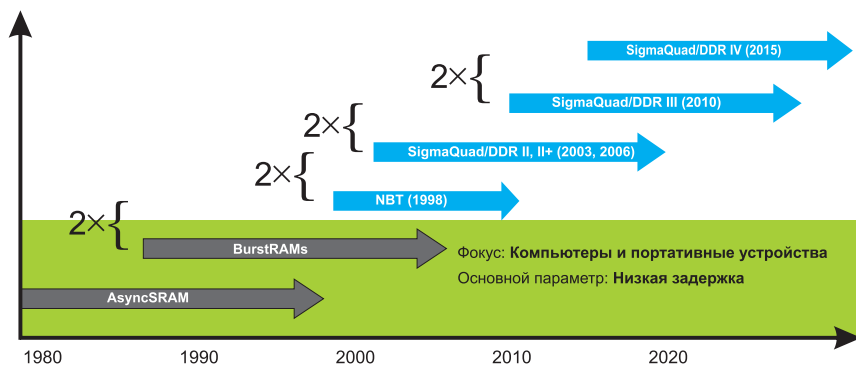 SigmaQuad/DDR IV (2015)
2×{
SigmaQuad/DDR III (2010)
2×{
SigmaQuad/DDR II, II+ (2003, 2006)
2×{
NBT (1998)
2×{
BurstRAMs
Фокус: Компьютеры и портативные устройства
Основной параметр: Низкая задержка
AsyncSRAM
1980 1990 2000 2010 2020